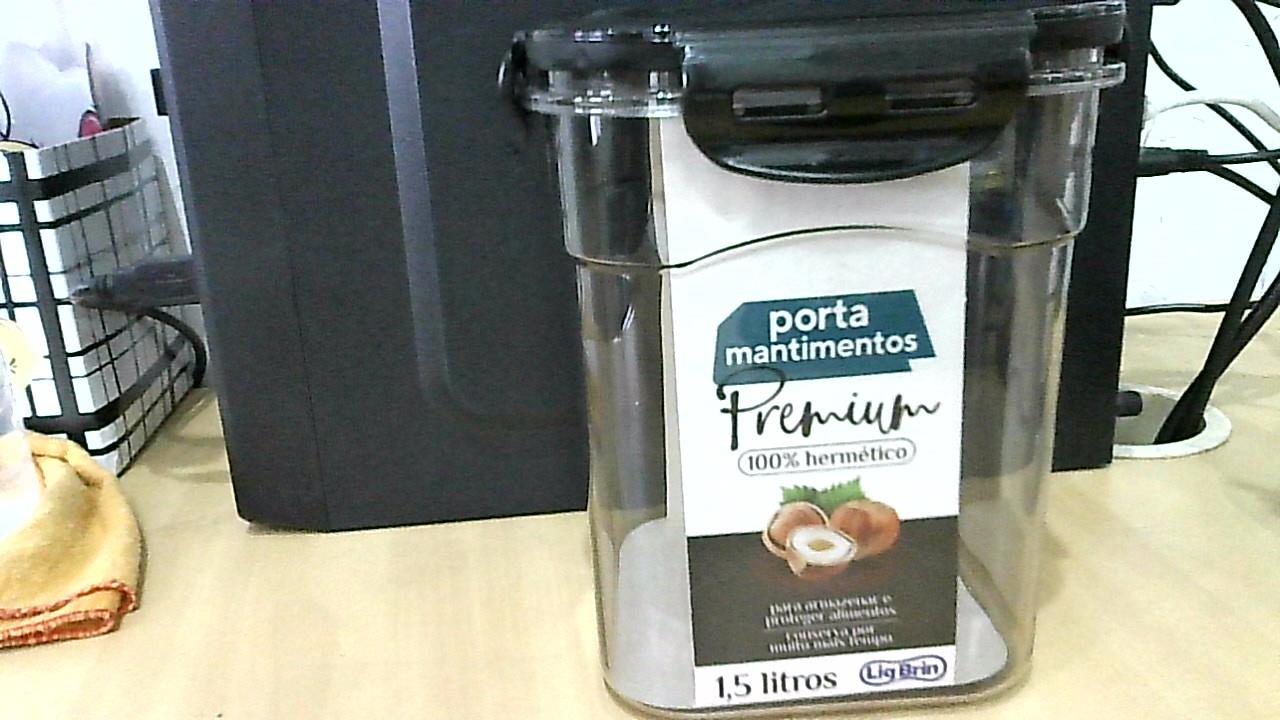 porta
mantimentos
Premium
100% hermético
para armazenar e
proteger alimentos
conserva por
muito mais tempo
1,5 litros
Lig Brin